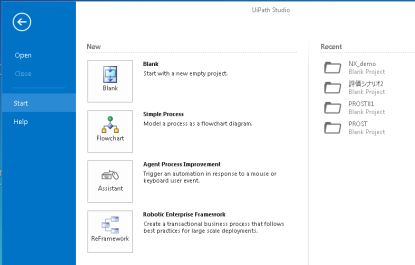 UiPath Studio
Open
Close
Start
Help
New
Blank
Blank
Start with a new empty project.
Flowchart
Simple Process
Model a process as a flowchart diagram.
Assistant
Agent Process Improvement
Trigger an automation in response to a mouse or
keyboard user event.
ReFramework
Robotic Enterprise Framework
Create a transactional business process that follows
best practices for large scale deployments.
Recent
NX_demo
Blank Project
評価シナリオ2
Blank Project
PROST01
Blank Project
PROST
Blank Project